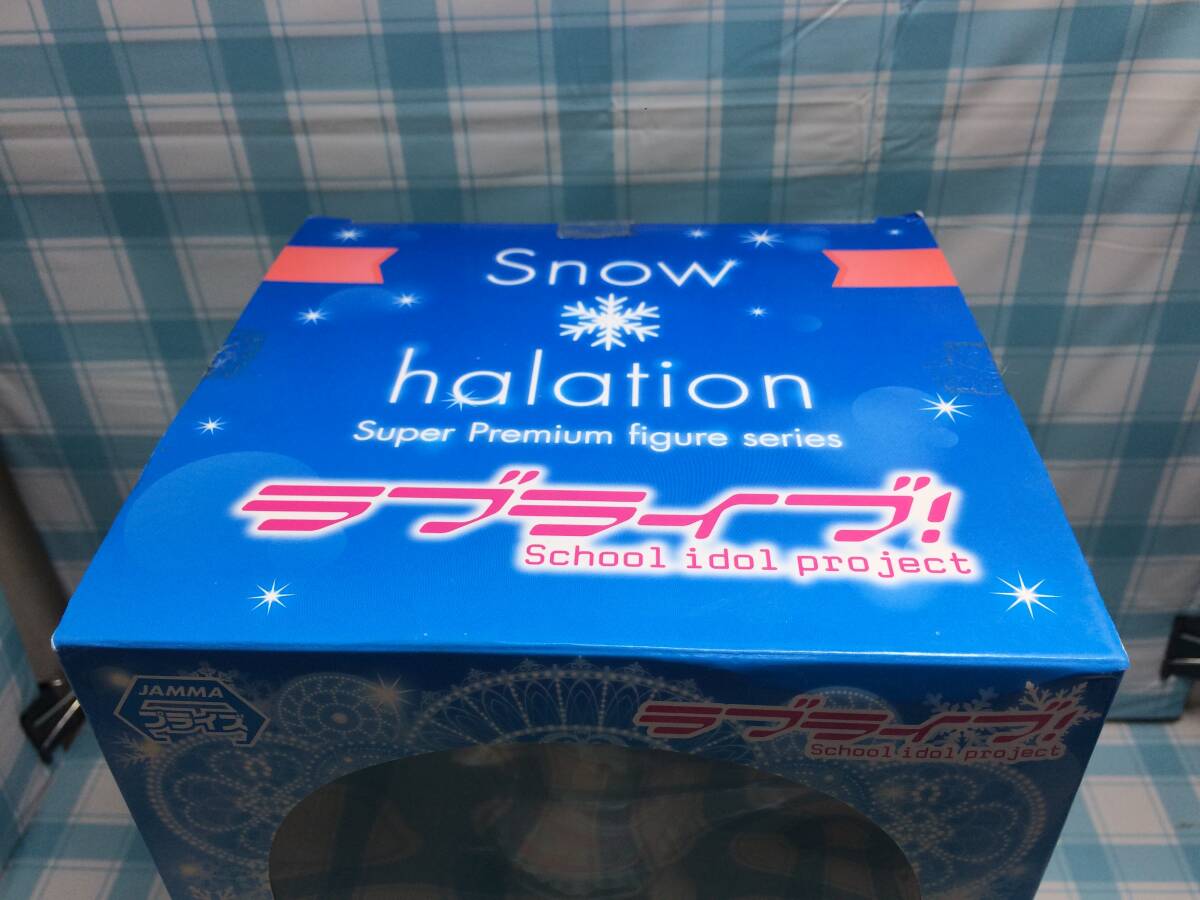 Snow
halation
Super Premium figure series
ラブライブ!
School idol project
JAMMA
プライズ
ラブライブ!
School idol project